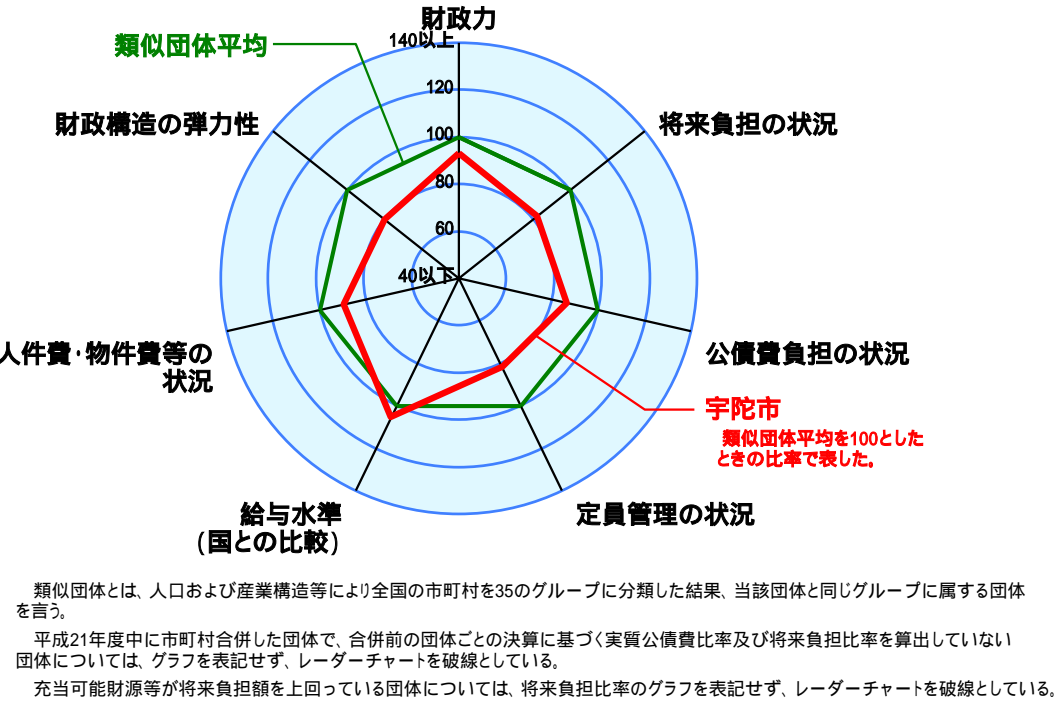 財政力
140以上
類似団体平均
120
財政構造の弾力性
将来負担の状況
100
80
60
40以下
人件費・物件費等の
状況
公債費負担の状況
宇陀市
類似団体平均を100とした
ときの比率で表した。
給与水準
(国との比較)
定員管理の状況
類似団体とは、人口および産業構造等により全国の市町村を35のグループに分類した結果、当該団体と同じグループに属する団体
を言う。
平成21年度中に市町村合併した団体で、合併前の団体ごとの決算に基づく実質公債費比率及び将来負担比率を算出していない
団体については、グラフを表記せず、レーダーチャートを破線としている。
充当可能財源等が将来負担額を上回っている団体については、将来負担比率のグラフを表記せず、レーダーチャートを破線としている。